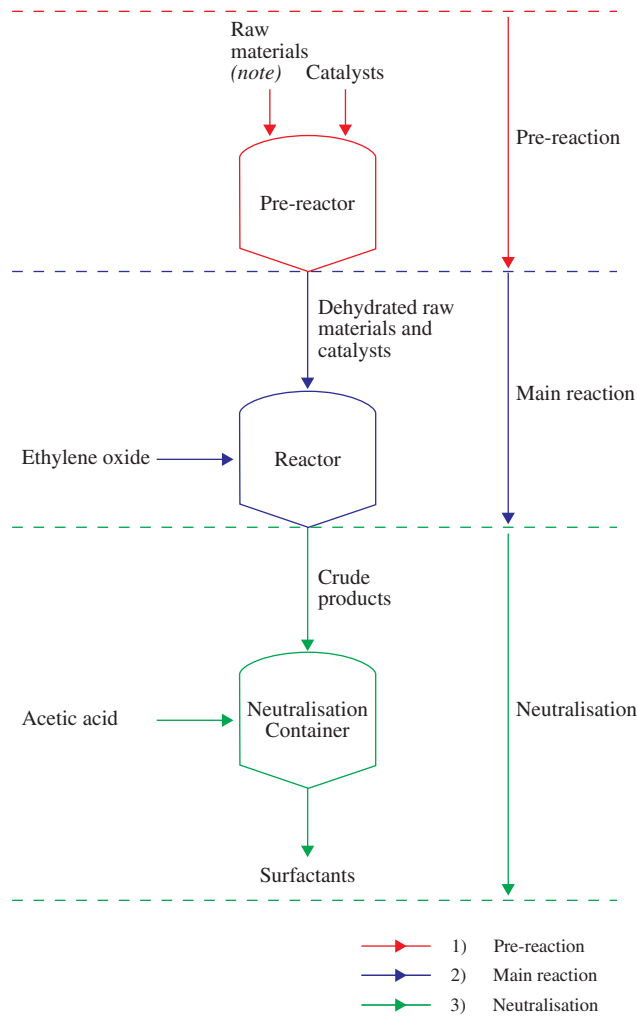 Raw
materials
(note) Catalysts
Pre-reaction
Pre-reactor
Dehydrated raw
materials and
catalysts
Main reaction
Ethylene oxide
Reactor
Crude
products
Acetic acid
Neutralisation
Container
Neutralisation
Surfactants
1) Pre-reaction
2) Main reaction
3) Neutralisation